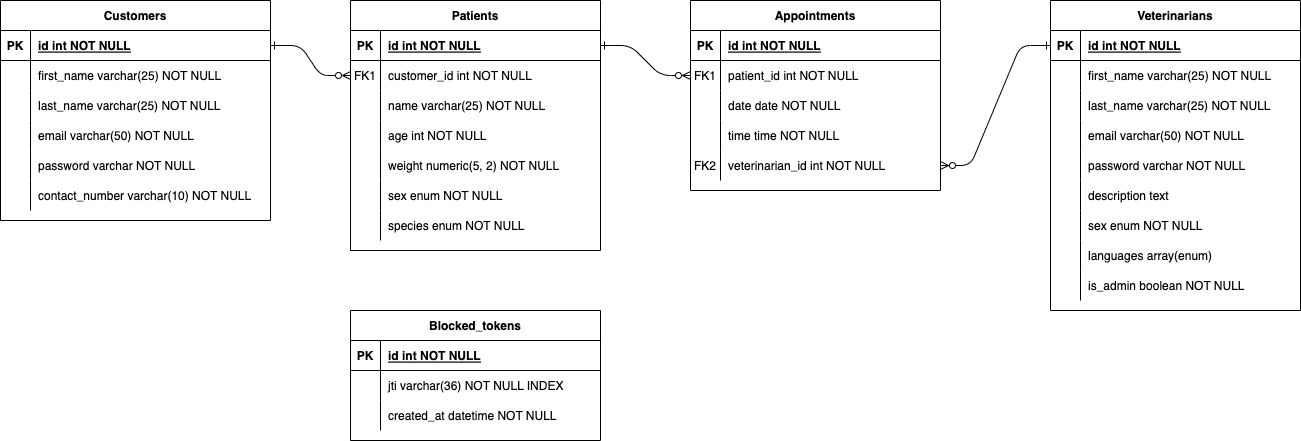 Customers
PK id int NOT NULL
first_name varchar(25) NOT NULL
last_name varchar(25) NOT NULL
email varchar(50) NOT NULL
password varchar NOT NULL
contact_number varchar(10) NOT NULL
Patients
PK id int NOT NULL
FK1 customer_id int NOT NULL
name varchar(25) NOT NULL
age int NOT NULL
weight numeric(5, 2) NOT NULL
sex enum NOT NULL
species enum NOT NULL
Appointments
PK id int NOT NULL
FK1 patient_id int NOT NULL
date date NOT NULL
time time NOT NULL
FK2 veterinarian_id int NOT NULL
Veterinarians
PK id int NOT NULL
first_name varchar(25) NOT NULL
last_name varchar(25) NOT NULL
email varchar(50) NOT NULL
password varchar NOT NULL
description text
sex enum NOT NULL
languages array(enum)
is_admin boolean NOT NULL
Blocked_tokens
PK id int NOT NULL
jti varchar(36) NOT NULL INDEX
created_at datetime NOT NULL